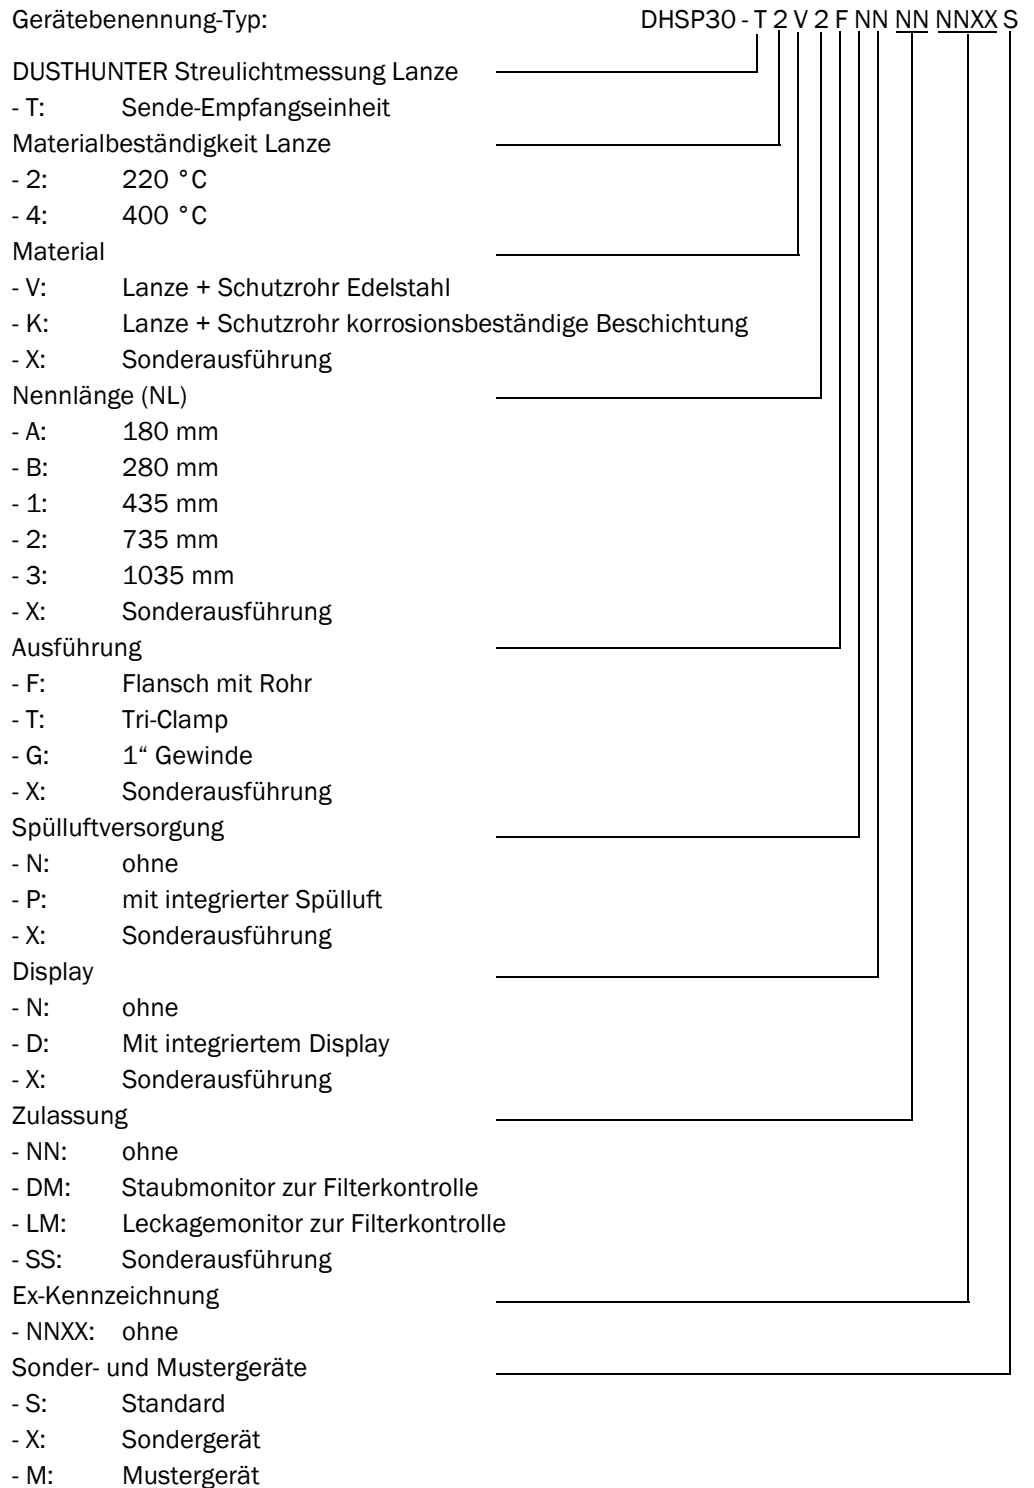 Gerätebenennung-Typ: DHSP30 - T 2 V 2 F NN NN NNXX S
DUSTHUNTER Streulichtmessung Lanze
- T: Sende-Empfangseinheit
Materialbeständigkeit Lanze
- 2: 220 °C
- 4: 400 °C
Material
- V: Lanze + Schutzrohr Edelstahl
- K: Lanze + Schutzrohr korrosionsbeständige Beschichtung
- X: Sonderausführung
Nennlänge (NL)
- A: 180 mm
- B: 280 mm
- 1: 435 mm
- 2: 735 mm
- 3: 1035 mm
- X: Sonderausführung
Ausführung
- F: Flansch mit Rohr
- T: Tri-Clamp
- G: 1“ Gewinde
- X: Sonderausführung
Spülluftversorgung
- N: ohne
- P: mit integrierter Spülluft
- X: Sonderausführung
Display
- N: ohne
- D: Mit integriertem Display
- X: Sonderausführung
Zulassung
- NN: ohne
- DM: Staubmonitor zur Filterkontrolle
- LM: Leckagemonitor zur Filterkontrolle
- SS: Sonderausführung
Ex-Kennzeichnung
- NNXX: ohne
Sonder- und Mustergeräte
- S: Standard
- X: Sondergerät
- M: Mustergerät